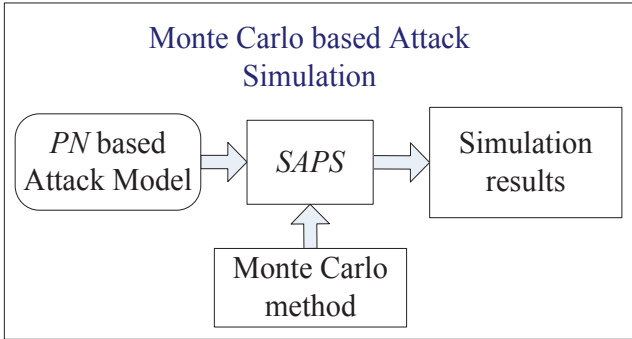 Monte Carlo based Attack
Simulation
PN based
Attack Model
SAPS
Simulation
results
Monte Carlo
method